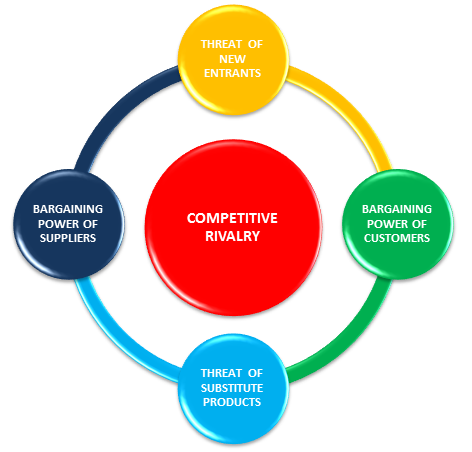 THREAT OF
NEW
ENTRANTS
BARGAINING
POWER OF
SUPPLIERS
COMPETITIVE
RIVALRY
BARGAINING
POWER OF
CUSTOMERS
THREAT OF
SUBSTITUTE
PRODUCTS